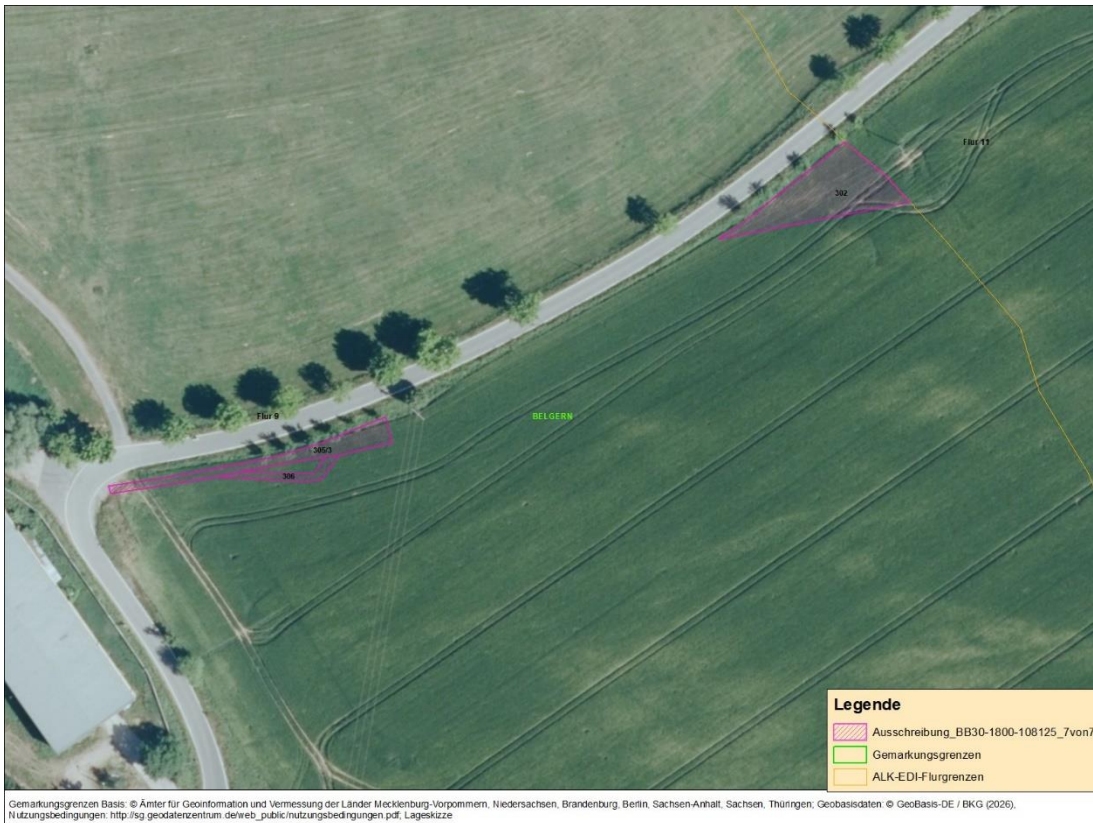 Flur 11
302
Flur 9
BELGERN
305/3
306
Legende
Ausschreibung_BB30-1800-108125_7von7
Gemarkungsgrenzen
ALK-EDI-Flurgrenzen
Gemarkungsgrenzen Basis: © Ämter für Geoinformation und Vermessung der Länder Mecklenburg-Vorpommern, Niedersachsen, Brandenburg, Berlin, Sachsen-Anhalt, Sachsen, Thüringen; Geobasisdaten: © GeoBasis-DE / BKG (2026),
Nutzungsbedingungen: http://sg.geodatenzentrum.de/web_public/nutzungsbedingungen.pdf; Lageskizze